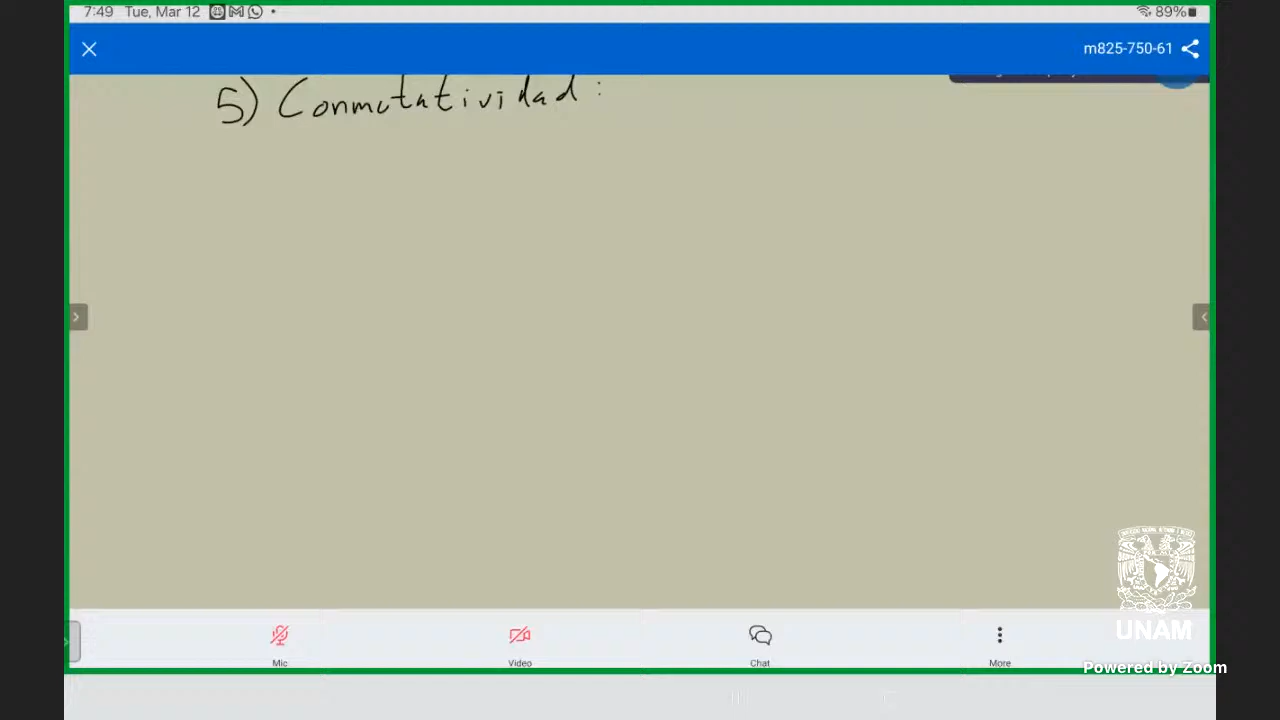 7:49 Tue, Mar 12
89%
m825-750-61
5) Conmutatividad :
Mic
Video
Chat
More
UNAM
Powered by Zoom